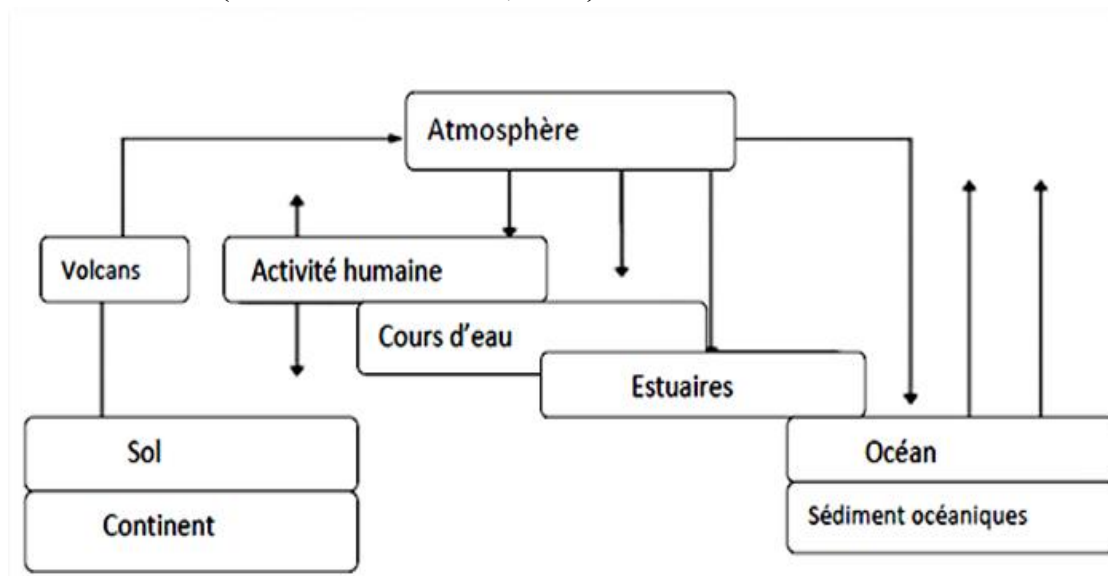 Atmosphère
Volcans
Activité humaine
Cours d'eau
Estuaires
Sol
Océan
Continent
Sédiment océaniques